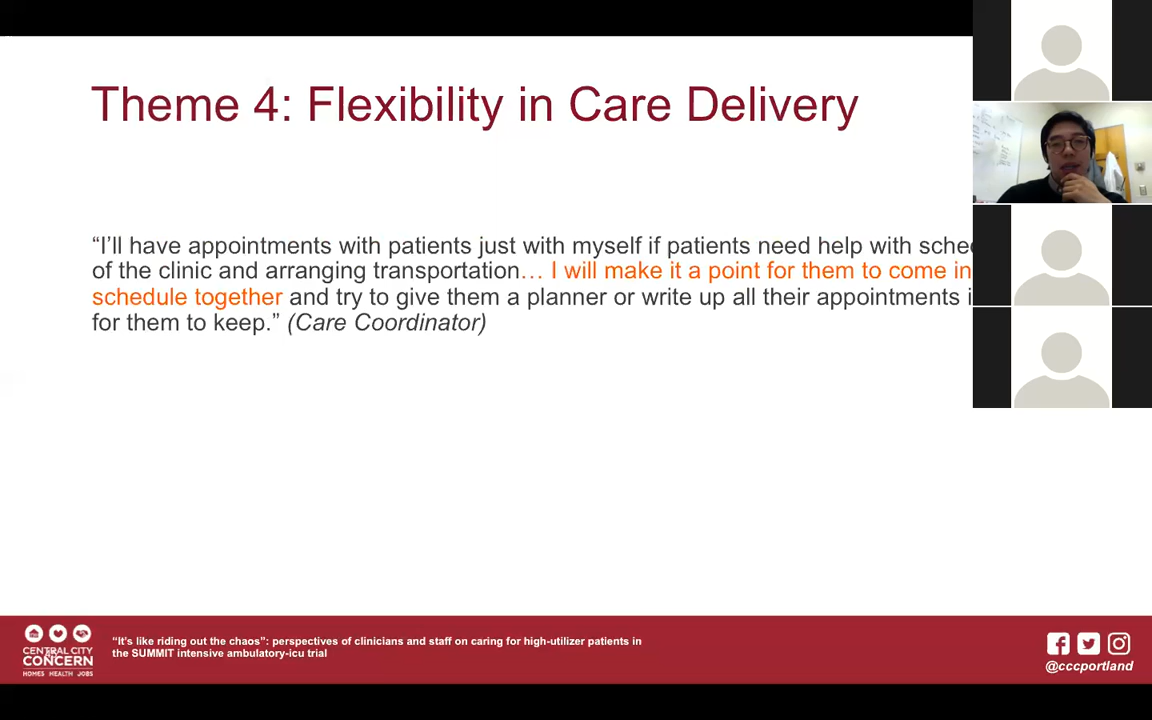 Theme 4: Flexibility in Care Delivery
“I’ll have appointments with patients just with myself if patients need help with
of the clinic and arranging transportation… I will make it a point for them to come in
schedule together and try to give them a planner or write up all their appointments
for them to keep.” (Care Coordinator)
“It’s like riding out the chaos”: perspectives of clinicians and staff on caring for high-utilizer patients in
the SUMMIT intensive ambulatory-icu trial
CENTRAL CITY
CONCERN
HOMES HEALTH JOBS
@cccportland